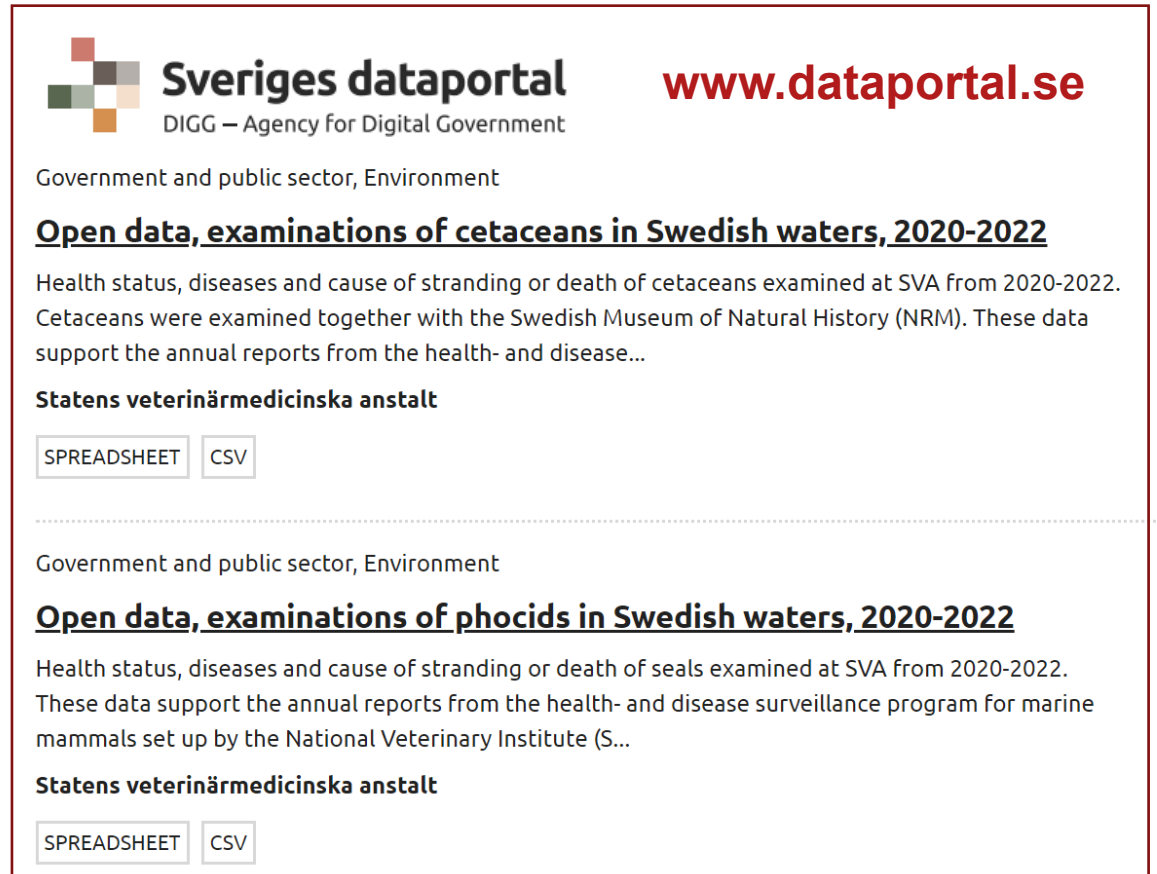 Sveriges dataportal
DIGG – Agency for Digital Government
www.dataportal.se
Government and public sector, Environment
Open data, examinations of cetaceans in Swedish waters, 2020-2022
Health status, diseases and cause of stranding or death of cetaceans examined at SVA from 2020-2022.
Cetaceans were examined together with the Swedish Museum of Natural History (NRM). These data
support the annual reports from the health- and disease...
Statens veterinärmedicinska anstalt
SPREADSHEET CSV
Government and public sector, Environment
Open data, examinations of phocids in Swedish waters, 2020-2022
Health status, diseases and cause of stranding or death of seals examined at SVA from 2020-2022.
These data support the annual reports from the health- and disease surveillance program for marine
mammals set up by the National Veterinary Institute (S...
Statens veterinärmedicinska anstalt
SPREADSHEET CSV